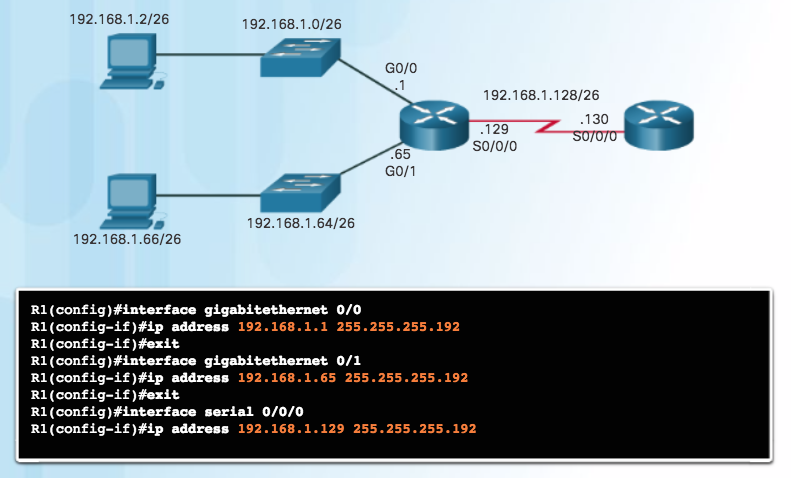 192.168.1.2/26
192.168.1.0/26
G0/0
.1
192.168.1.128/26
.129
S0/0/0
.130
S0/0/0
.65
G0/1
192.168.1.64/26
192.168.1.66/26
R1(config)#interface gigabitethernet 0/0
R1(config-if)#ip address 192.168.1.1 255.255.255.192
R1(config-if)#exit
R1(config)#interface gigabitethernet 0/1
R1(config-if)#ip address 192.168.1.65 255.255.255.192
R1(config-if)#exit
R1(config)#interface serial 0/0/0
R1(config-if)#ip address 192.168.1.129 255.255.255.192